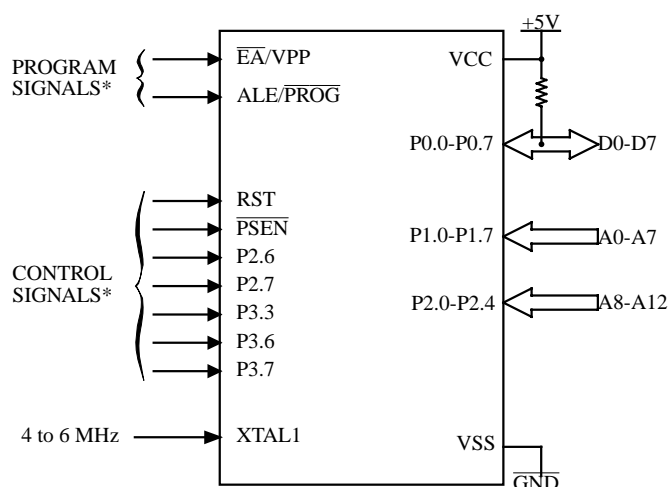 +5V
PROGRAM
SIGNALS*
EA/VPP
ALE/PROG
VCC
P0.0-P0.7
D0-D7
CONTROL
SIGNALS*
RST
PSEN
P2.6
P2.7
P3.3
P3.6
P3.7
P1.0-P1.7
A0-A7
P2.0-P2.4
A8-A12
4 to 6 MHz
XTAL1
VSS
GND